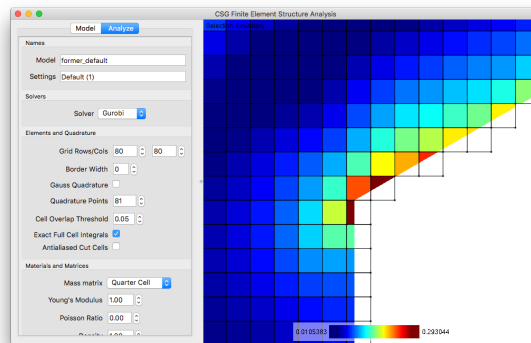 CSG Finite Element Structure Analysis
Model Analyze
Names
Model former_default
Settings Default (1)
Solvers
Solver Gurobi
Elements and Quadrature
Grid Rows/Cols 80 80
Border Width 0
Gauss Quadrature
Quadrature Points 81
Cell Overlap Threshold 0.05
Exact Full Cell Integrals
Antialiased Cut Cells
Materials and Matrices
Mass matrix Quarter Cell
Young's Modulus 1.00
Poisson Ratio 0.00
0.0105383 0.293044